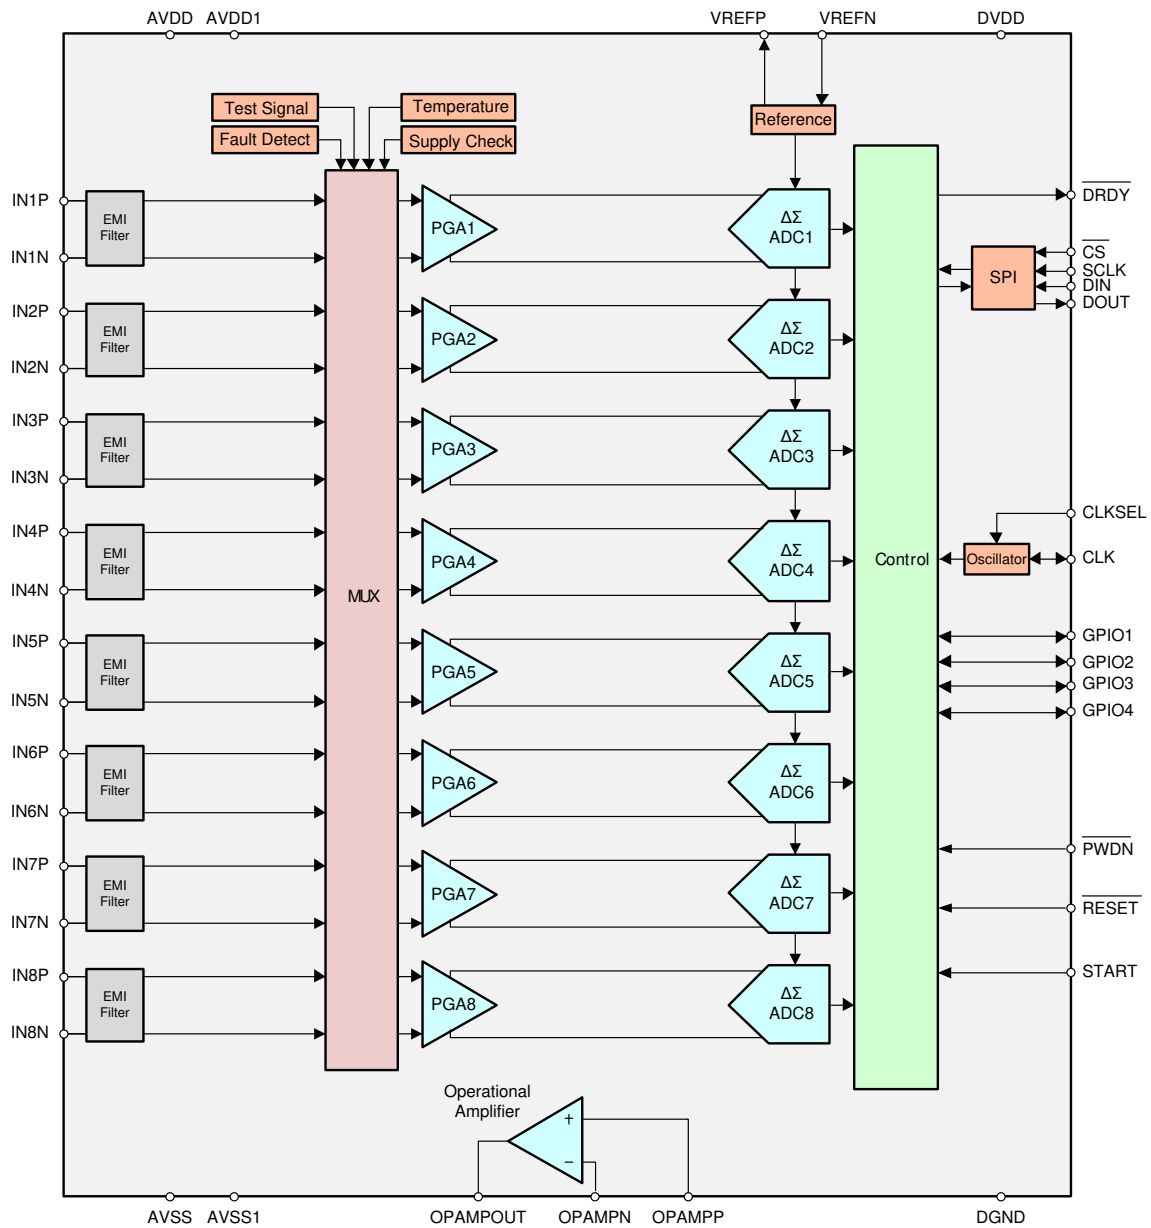 AVDD AVDD1 VREFP VREFN DVDD
Test Signal Temperature
Fault Detect Supply Check
Reference
IN1P
EMI
Filter
IN1N
PGA1
ΔΣ
ADC1
DRDY
CS
SCLK
DIN
DOUT
SPI
IN2P
EMI
Filter
IN2N
PGA2
ΔΣ
ADC2
IN3P
EMI
Filter
IN3N
PGA3
ΔΣ
ADC3
IN4P
EMI
Filter
IN4N
PGA4
ΔΣ
ADC4
MUX
Control
CLKSEL
Oscillator
CLK
IN5P
EMI
Filter
IN5N
PGA5
ΔΣ
ADC5
GPIO1
GPIO2
GPIO3
GPIO4
IN6P
EMI
Filter
IN6N
PGA6
ΔΣ
ADC6
IN7P
EMI
Filter
IN7N
PGA7
ΔΣ
ADC7
PWDN
RESET
IN8P
EMI
Filter
IN8N
PGA8
ΔΣ
ADC8
START
Operational
Amplifier
+
−
AVSS AVSS1 OPAMPOUT OPAMPN OPAMPP DGND